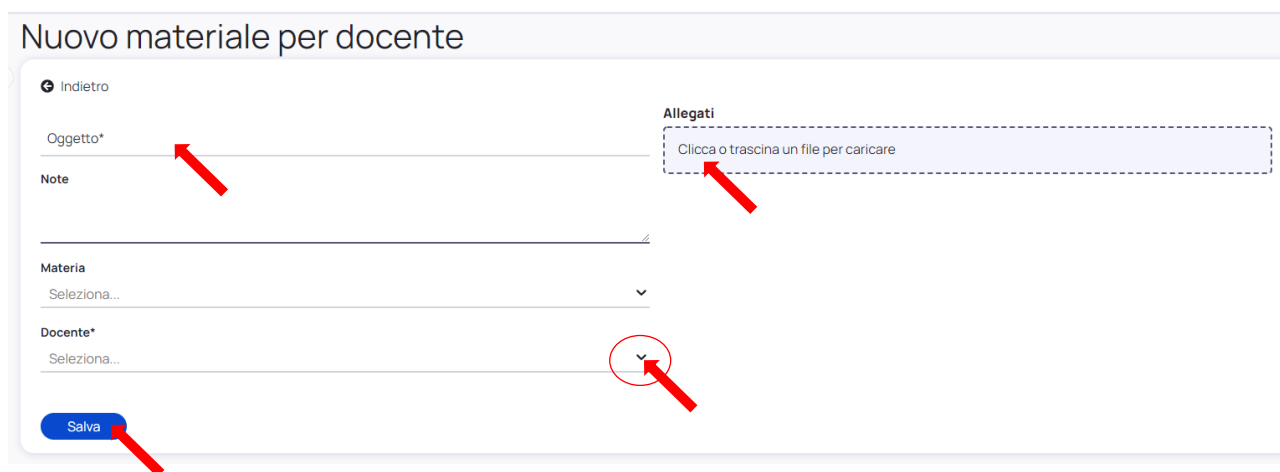 Nuovo materiale per docente
Indietro
Oggetto*
Note
Materia
Seleziona...
Docente*
Seleziona...
Salva
Allegati
Clicca o trascina un file per caricare